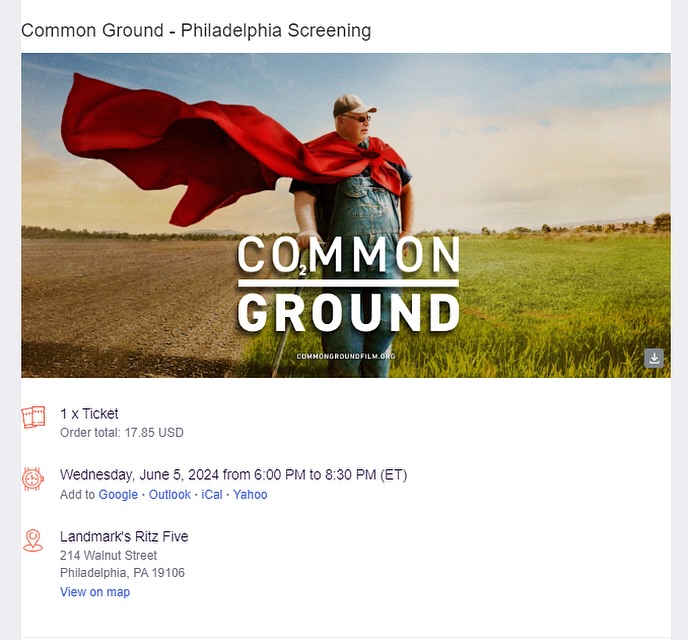 Common Ground - Philadelphia Screening
CO₂MMON
GROUND
COMMONGROUNDFILM.ORG
1 x Ticket
Order total: 17.85 USD
Wednesday, June 5, 2024 from 6:00 PM to 8:30 PM (ET)
Add to Google · Outlook · iCal · Yahoo
Landmark's Ritz Five
214 Walnut Street
Philadelphia, PA 19106
View on map